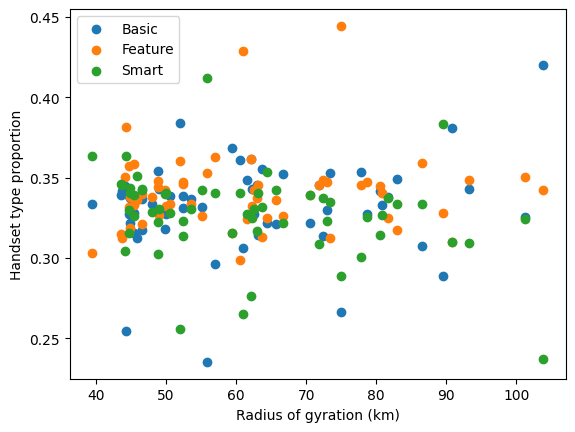 Basic
Feature
Smart
0.45
0.40
0.35
0.30
0.25
Handset type proportion
40 50 60 70 80 90 100
Radius of gyration (km)